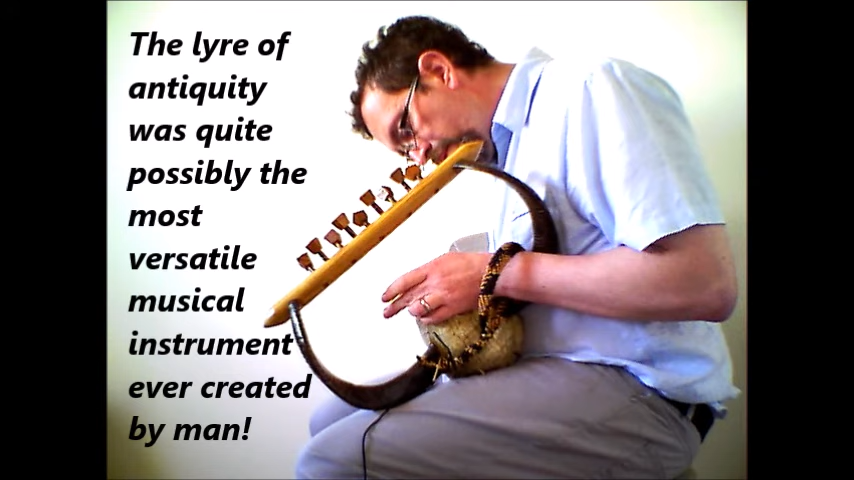 The lyre of
antiquity
was quite
possibly the
most
versatile
musical
instrument
ever created
by man!